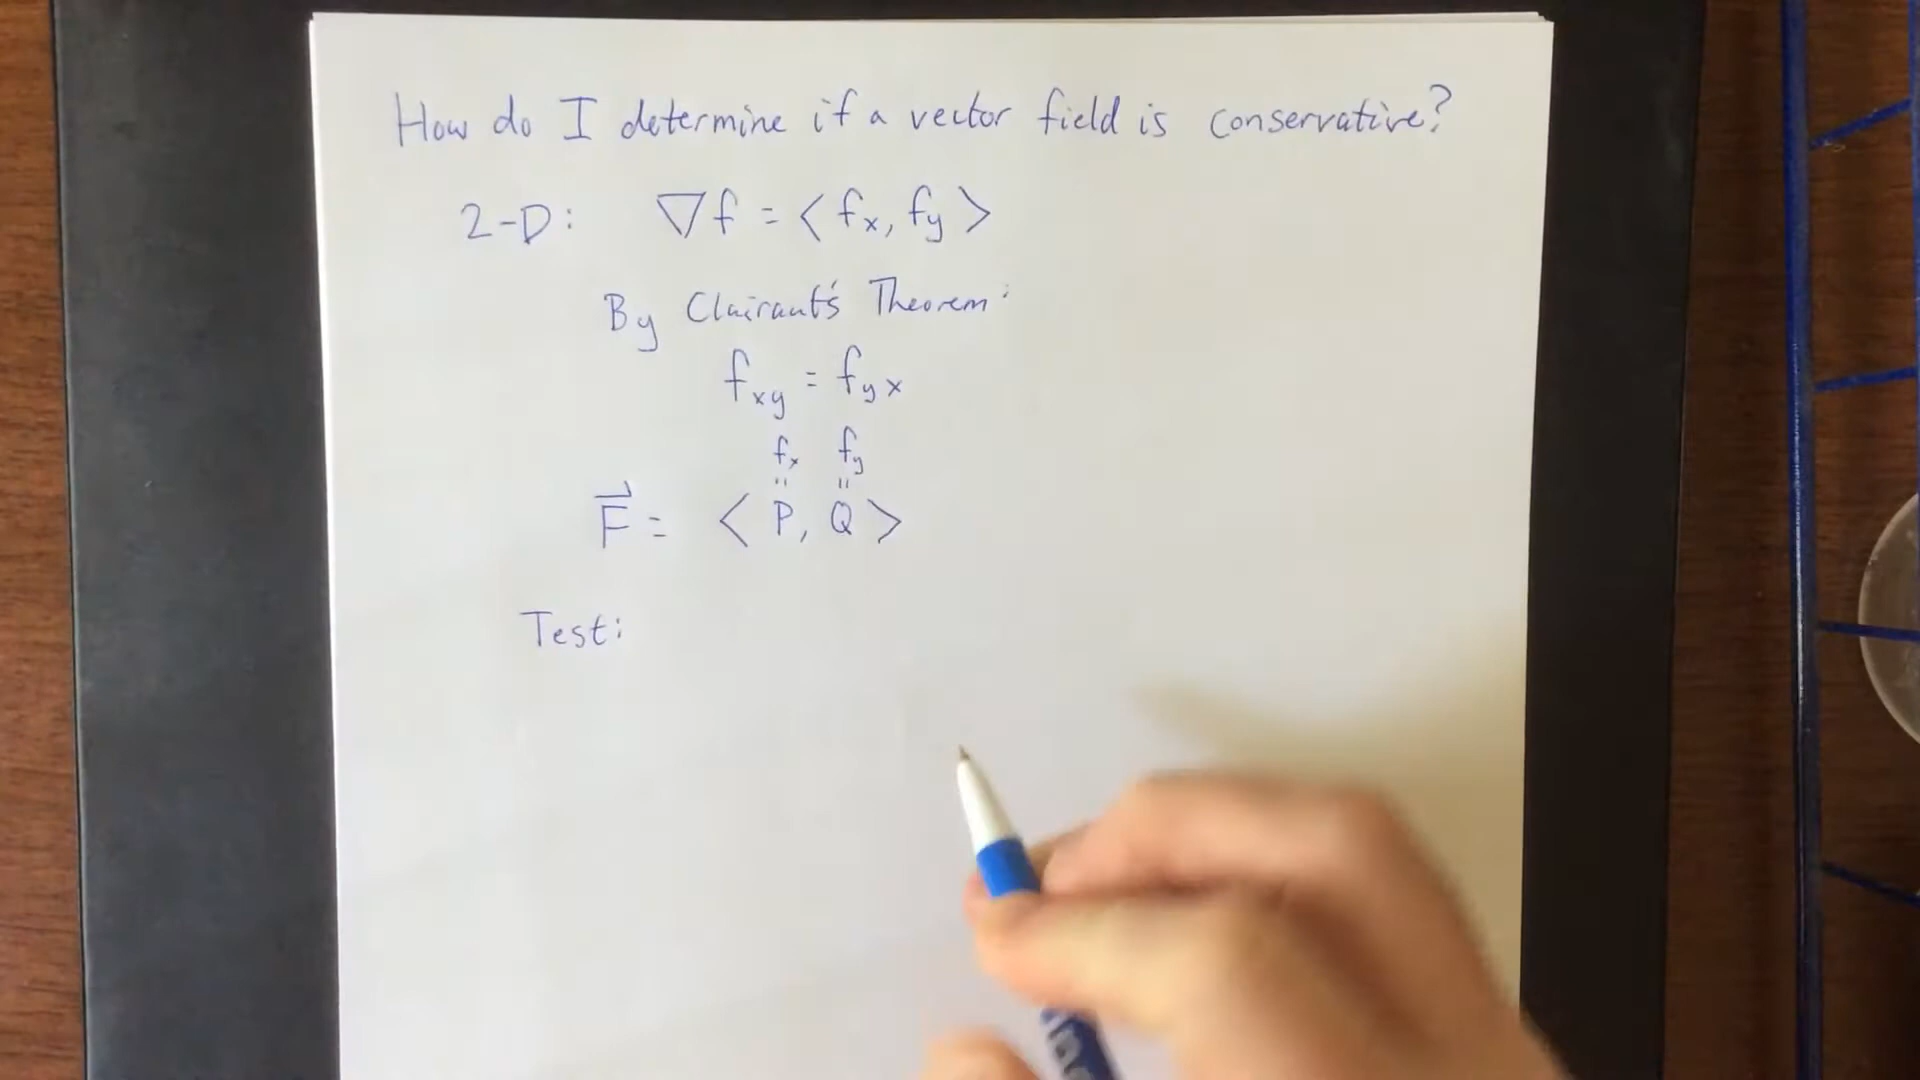 How do I determine if a vector field is conservative?
2-D: ∇f = <fx, fy>
By Clairaut's Theorem:
fxy = fyx
fx fy
" "
F⃗ = <P, Q>
Test: